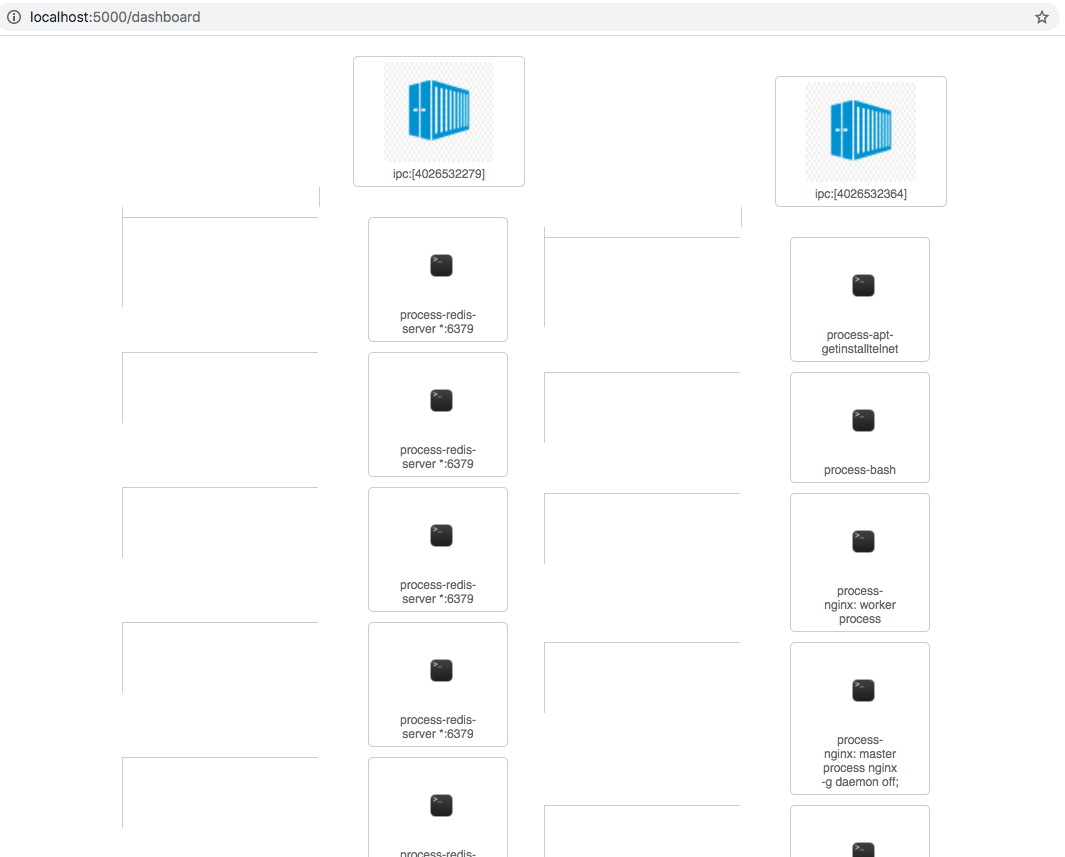 localhost:5000/dashboard
ipc:[4026532279]
process-redis-
server *:6379
process-redis-
server *:6379
process-redis-
server *:6379
process-redis-
server *:6379
process-redis-
ipc:[4026532364]
process-apt-
getinstalltelnet
process-bash
process-
nginx: worker
process
process-
nginx: master
process nginx
-g daemon off;